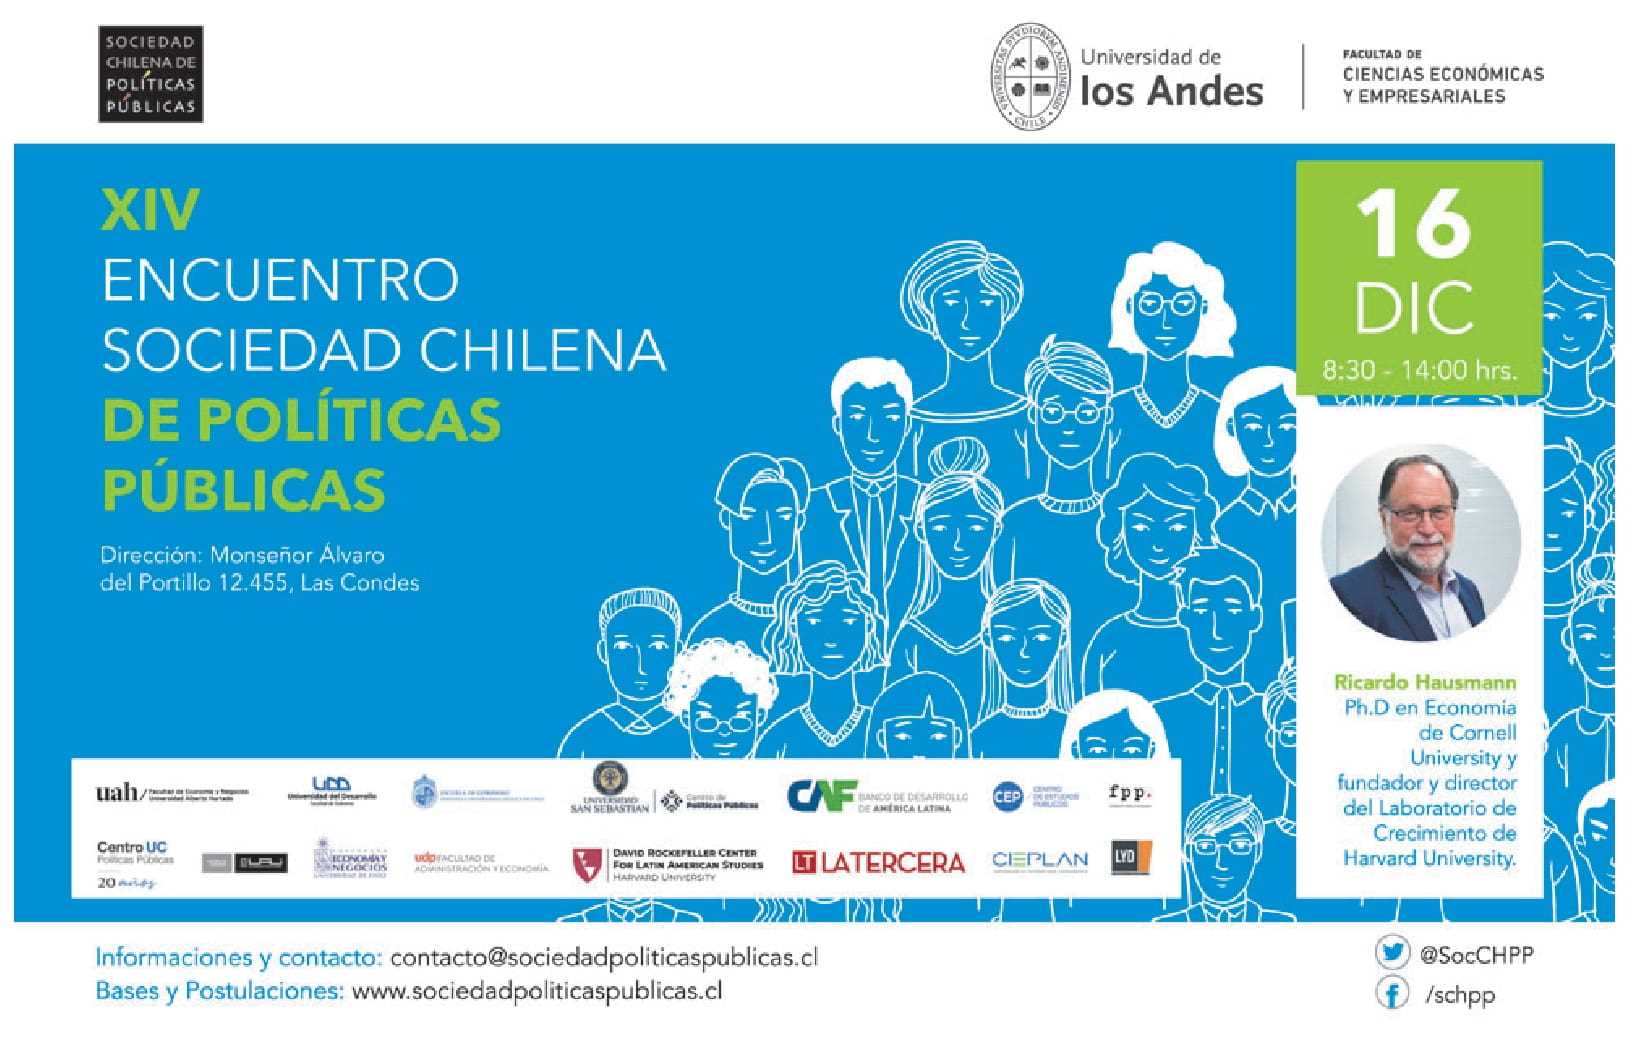 SOCIEDAD
CHILENA DE
POLÍTICAS
PÚBLICAS
Universidad de
los Andes
FACULTAD DE
CIENCIAS ECONÓMICAS
Y EMPRESARIALES
XIV
ENCUENTRO
SOCIEDAD CHILENA
DE POLÍTICAS
PÚBLICAS
Dirección: Monseñor Álvaro
del Portillo 12.455, Las Condes
16
DIC
8:30 - 14:00 hrs.
Ricardo Hausmann
Ph.D en Economía
de Cornell
University y
fundador y director
del Laboratorio de
Crecimiento de
Harvard University.
uah/ Facultad de Economía y Negocios
Universidad Alberto Hurtado
UDD
Universidad del Desarrollo
ESCUELA DE GOBIERNO
UNIVERSIDAD
SAN SEBASTIAN
Centro de
Políticas Públicas
CAF
BANCO DE DESARROLLO
DE AMÉRICA LATINA
CEP
CENTRO
DE ESTUDIOS
PÚBLICOS
fpp.
Centro UC
Políticas Públicas
20 años
ECONOMÍA Y
NEGOCIOS
UNIVERSIDAD DE CHILE
udp FACULTAD DE
ADMINISTRACIÓN Y ECONOMÍA
DAVID ROCKEFELLER CENTER
FOR LATIN AMERICAN STUDIES
HARVARD UNIVERSITY
LT LATERCERA
CIEPLAN
LYD
Informaciones y contacto: contacto@sociedadpoliticaspublicas.cl
Bases y Postulaciones: www.sociedadpoliticaspublicas.cl
@SocCHPP
/schpp